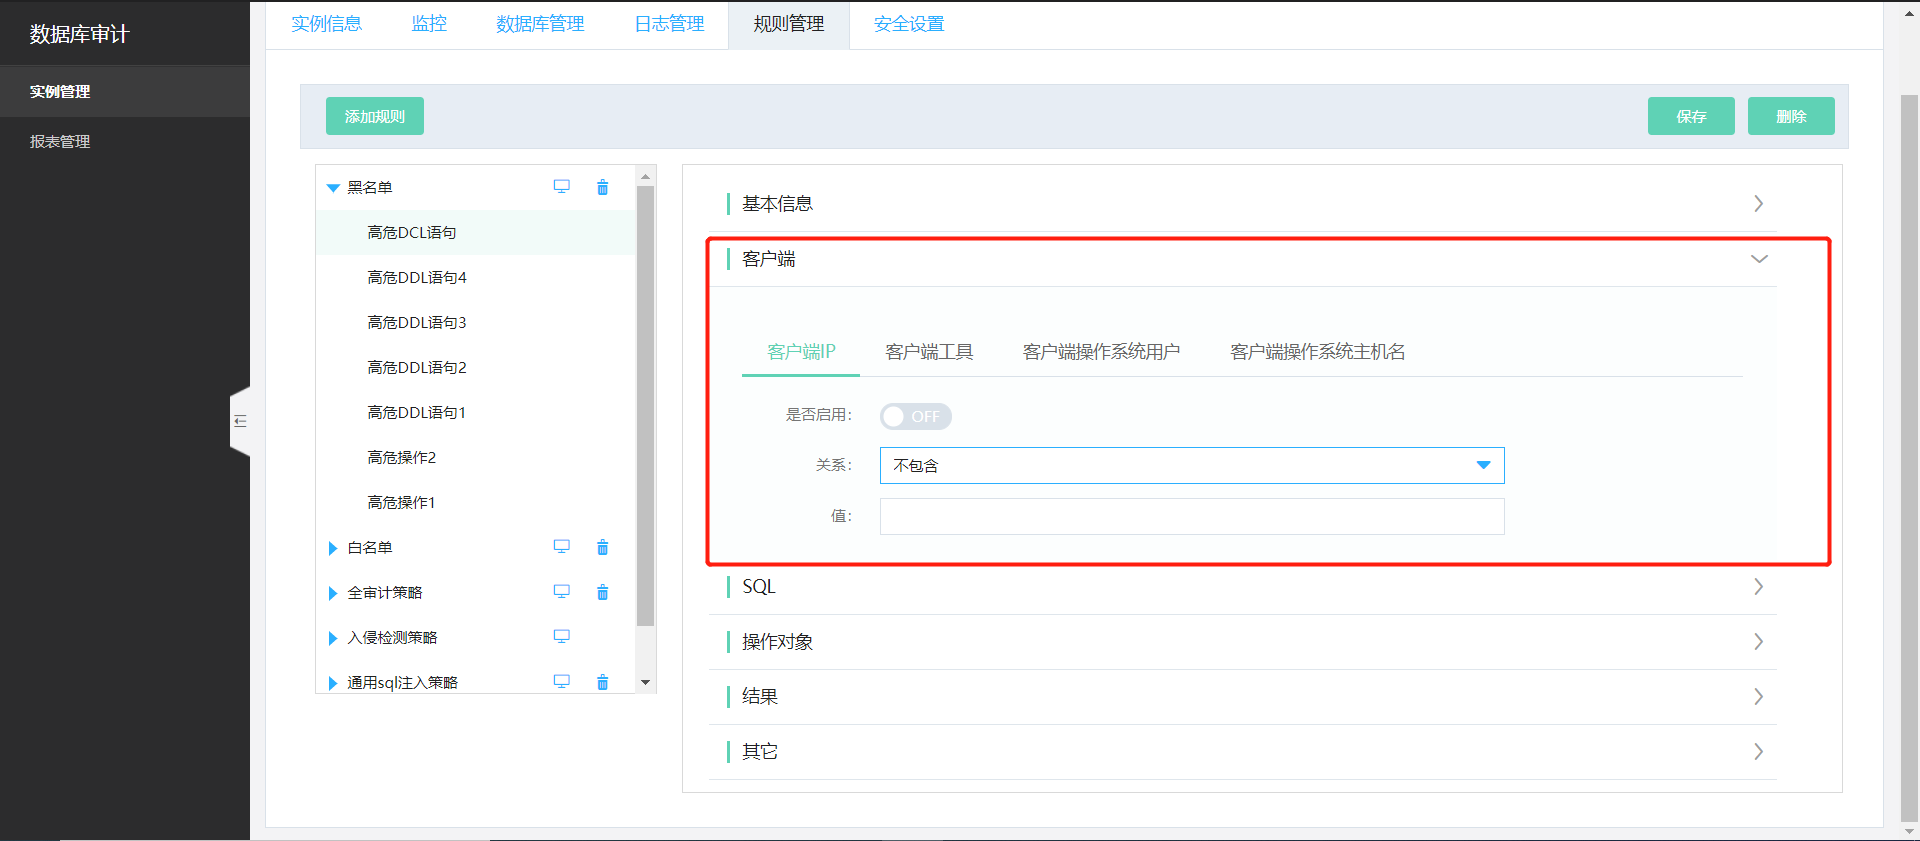 数据库审计
实例管理
报表管理
实例信息 监控 数据库管理 日志管理 规则管理 安全设置
添加规则 保存 删除
黑名单
高危DCL语句
高危DDL语句4
高危DDL语句3
高危DDL语句2
高危DDL语句1
高危操作2
高危操作1
白名单
全审计策略
入侵检测策略
通用sql注入策略
基本信息
客户端
客户端IP 客户端工具 客户端操作系统用户 客户端操作系统主机名
是否启用: OFF
关系: 不包含
值:
SQL
操作对象
结果
其它